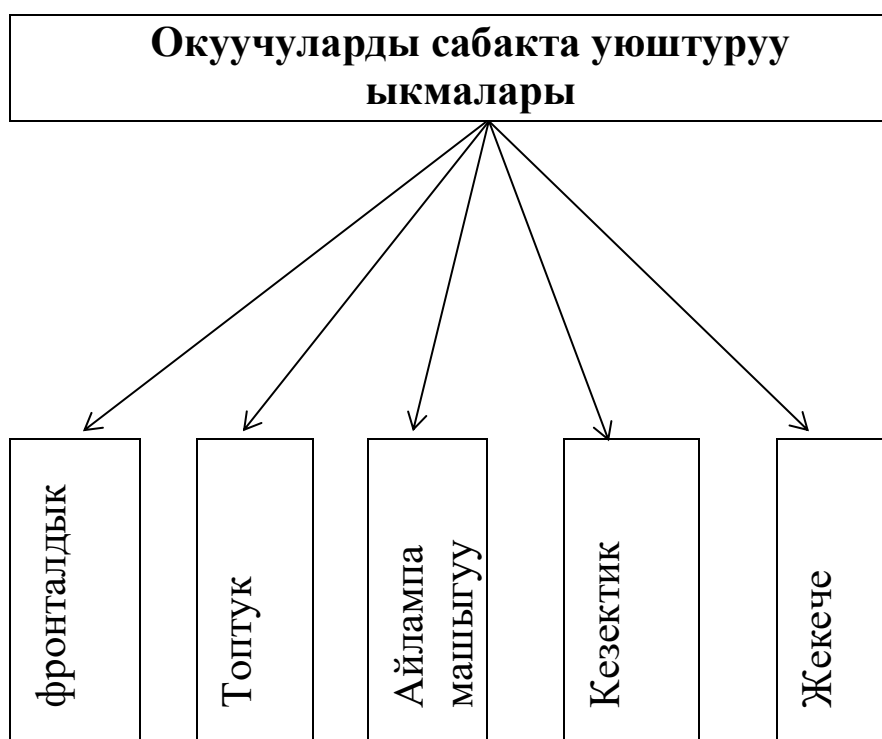 Окуучуларды сабакта уюштуруу
ыкмалары
фронталдык
Топтук
Айлампа
машыгуу
Кезектик
Жекече